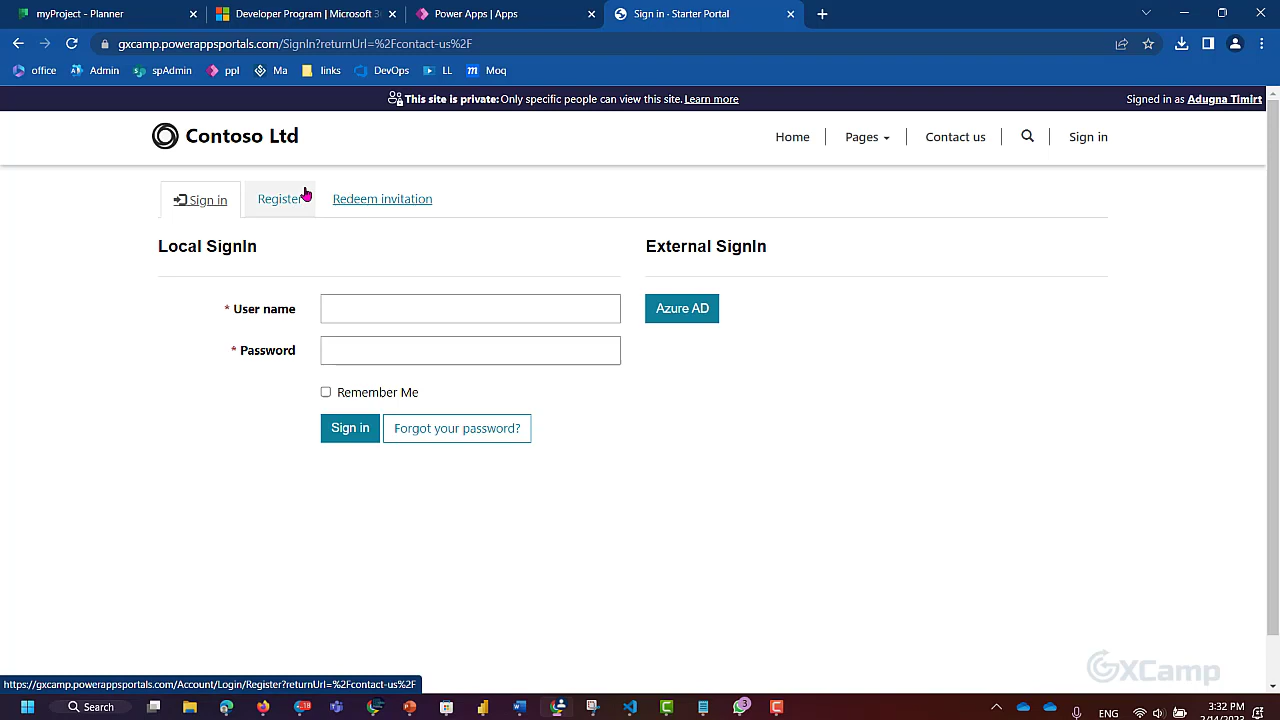 myProject - Planner
Developer Program | Microsoft 3
Power Apps | Apps
Sign in - Starter Portal
gxcamp.powerappsportals.com/SignIn?returnUrl=%2Fcontact-us%2F
office
Admin
spAdmin
ppl
Ma
links
DevOps
LL
Moq
This site is private: Only specific people can view this site. Learn more
Signed in as Adugna Timirt
Contoso Ltd
Home
Pages
Contact us
Sign in
Sign in
Register
Redeem invitation
Local SignIn
External SignIn
* User name
Azure AD
* Password
Remember Me
Sign in
Forgot your password?
GXCamp
https://gxcamp.powerappsportals.com/Account/Login/Register?returnUrl=%2Fcontact-us%2F
Search
ENG
3:32 PM